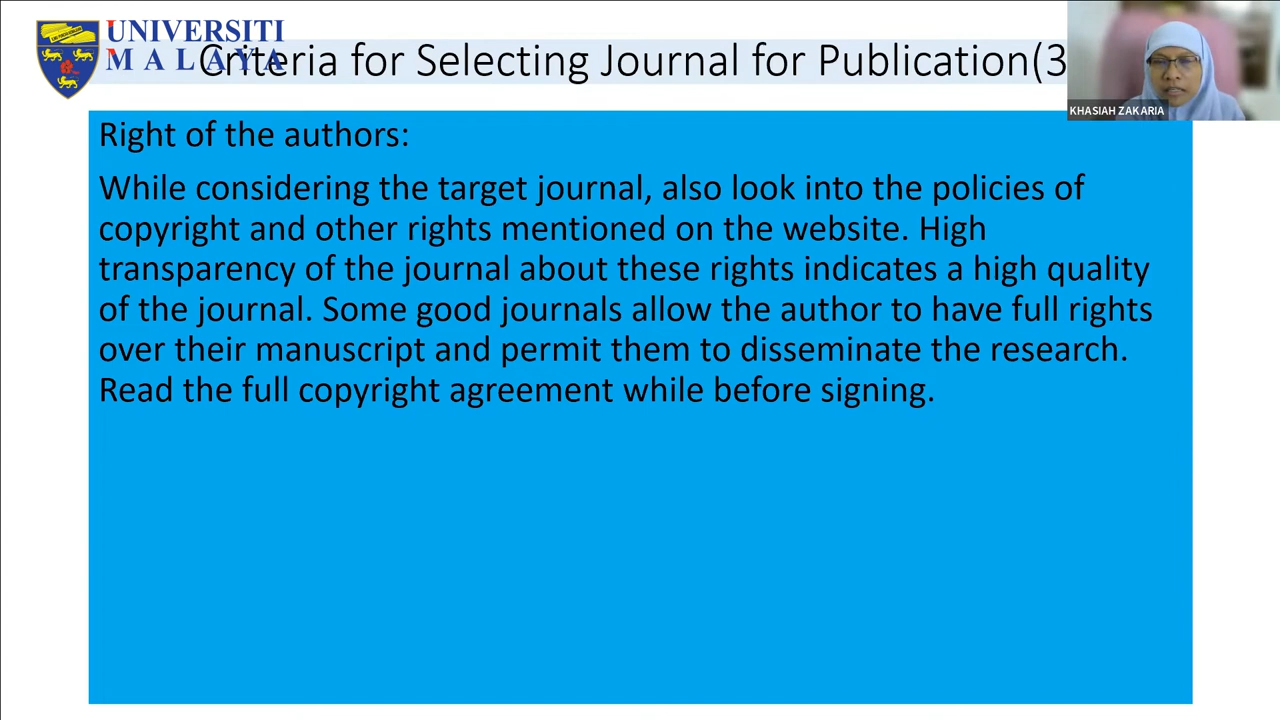 UNIVERSITI
MALAYA
Criteria for Selecting Journal for Publication(3
KHASIAH ZAKARIA
Right of the authors:
While considering the target journal, also look into the policies of
copyright and other rights mentioned on the website. High
transparency of the journal about these rights indicates a high quality
of the journal. Some good journals allow the author to have full rights
over their manuscript and permit them to disseminate the research.
Read the full copyright agreement while before signing.